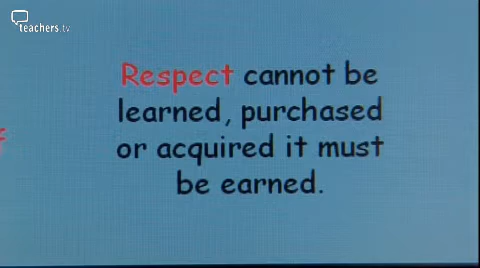 teachers.tv
Respect cannot be
learned, purchased
or acquired it must
be earned.